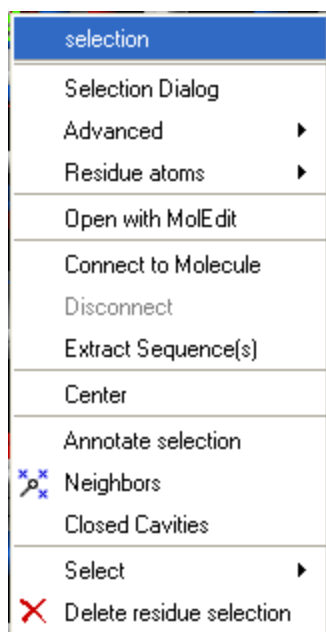 selection
Selection Dialog
Advanced
Residue atoms
Open with MolEdit
Connect to Molecule
Disconnect
Extract Sequence(s)
Center
Annotate selection
Neighbors
Closed Cavities
Select
Delete residue selection